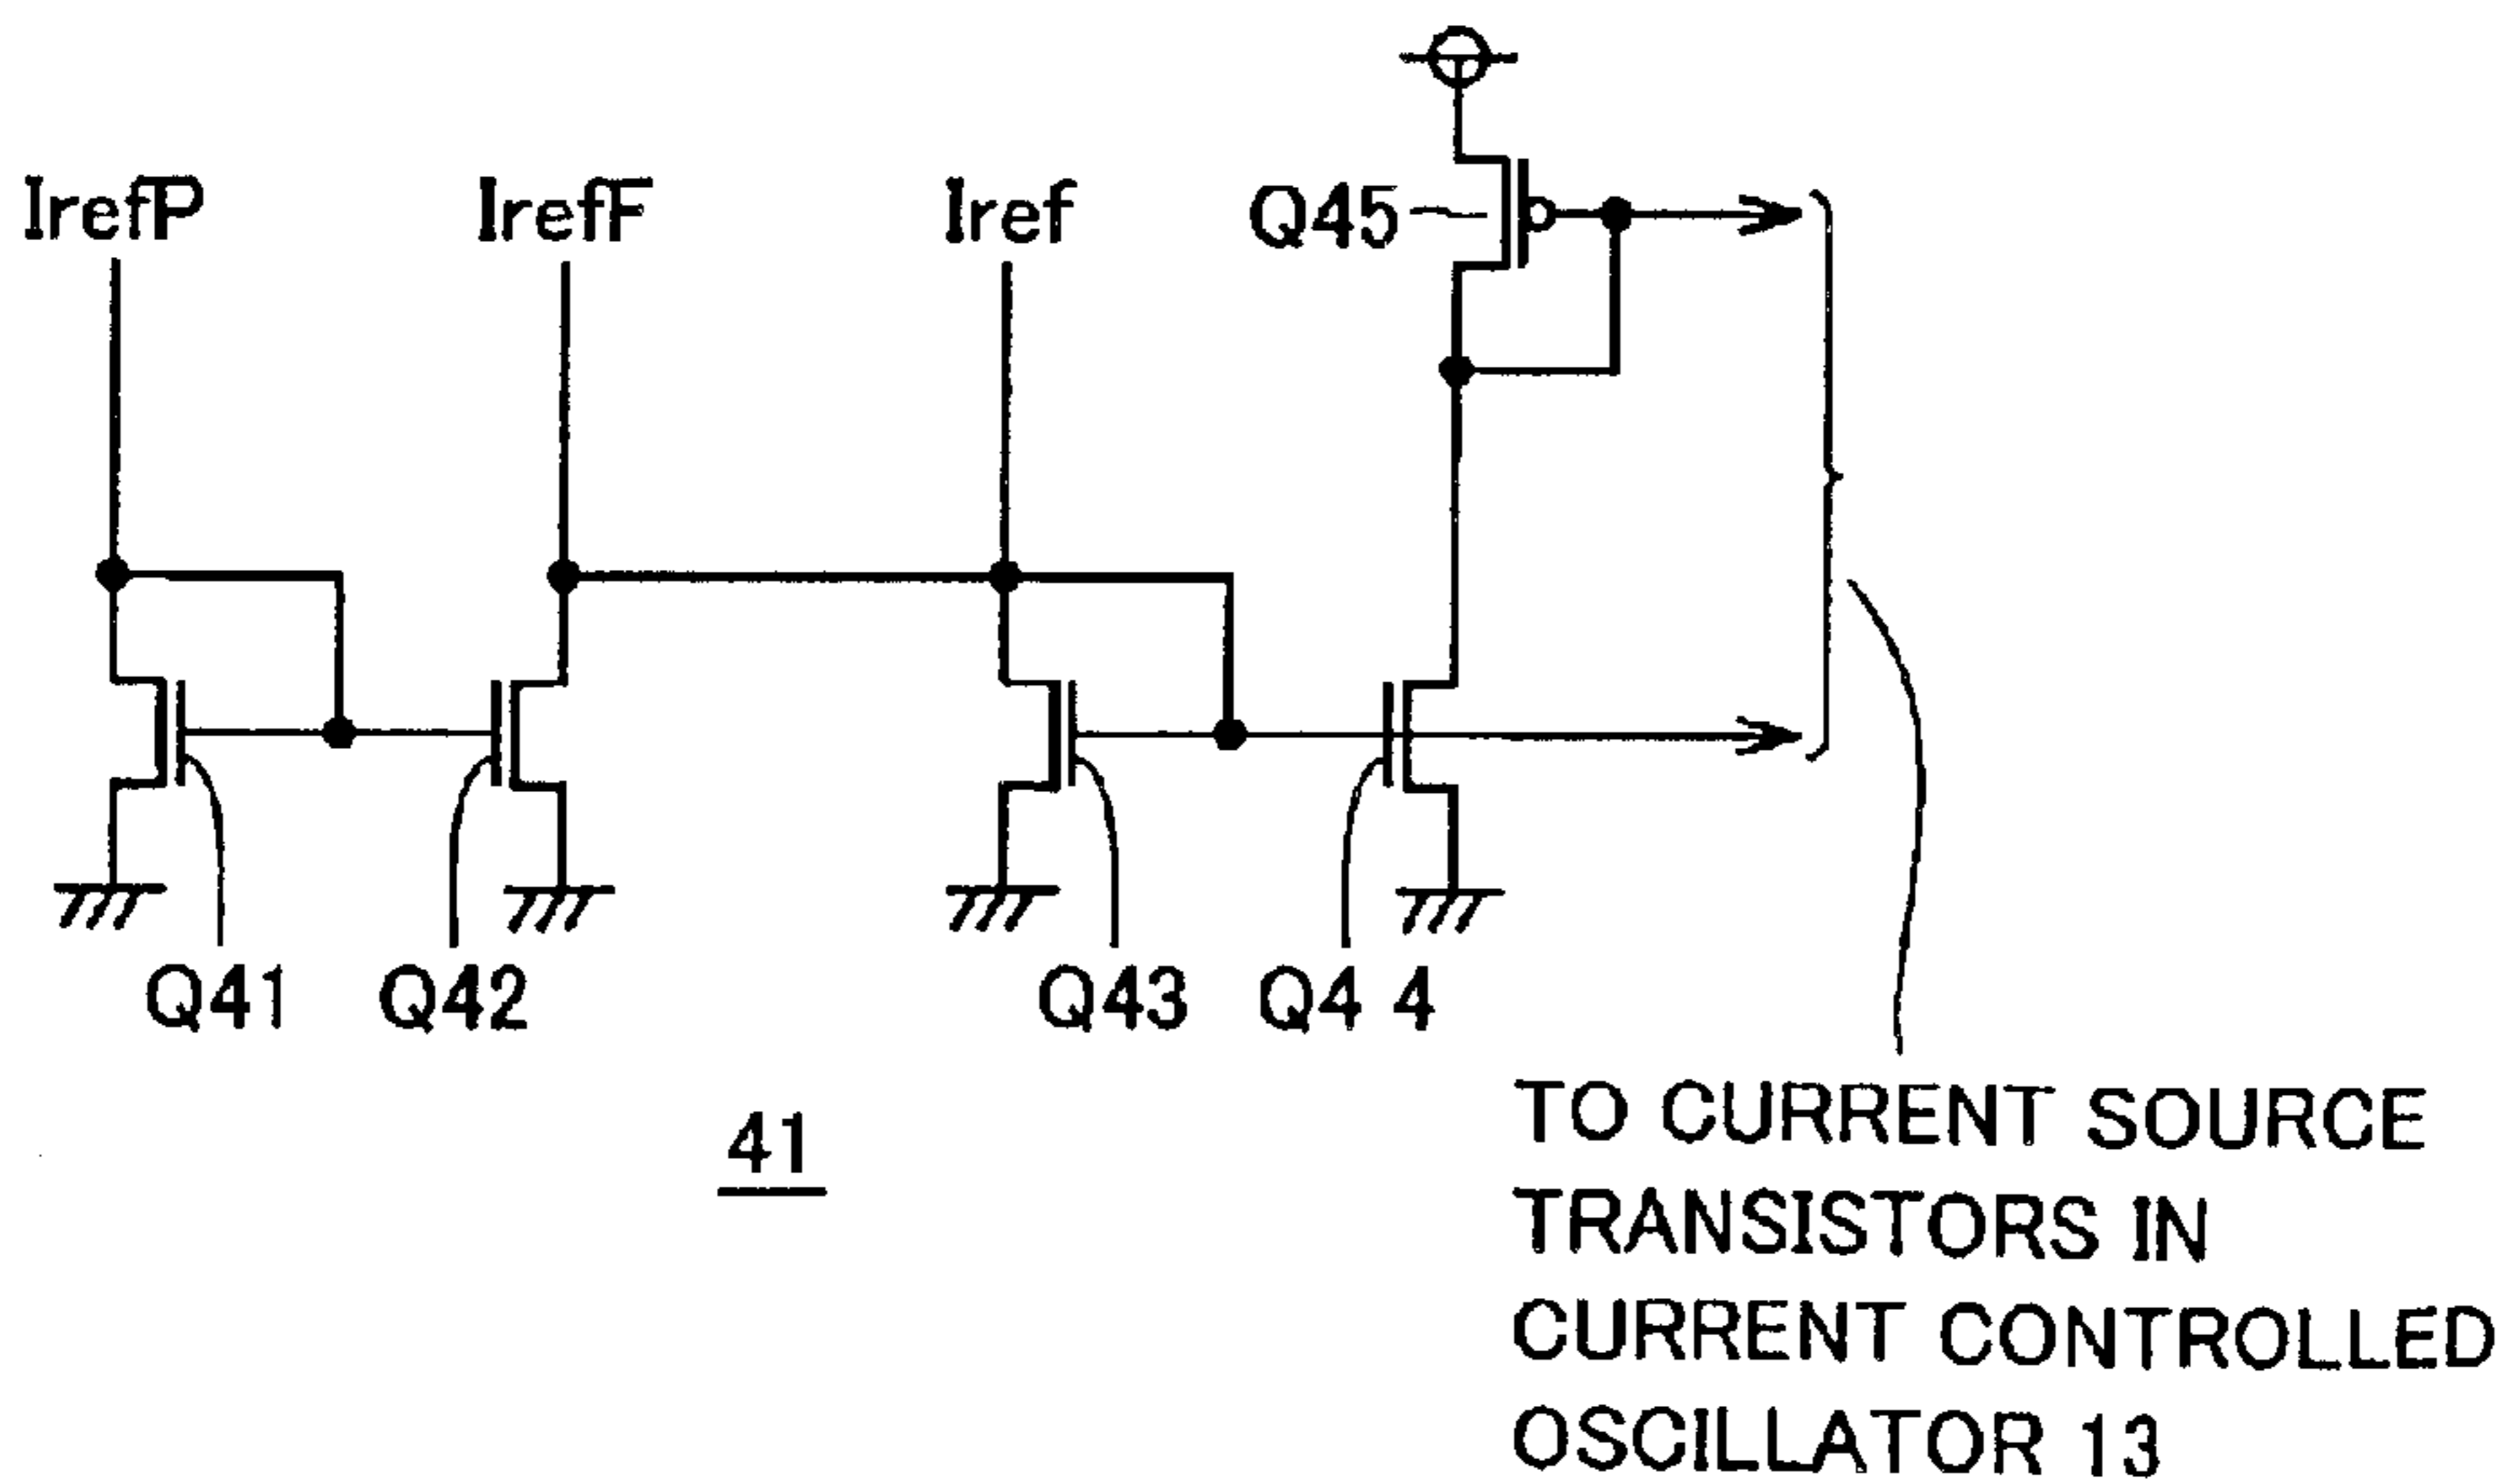 IrefP
IrefF
Iref
Q45
Q41
Q42
Q43
Q4 4
41
TO CURRENT SOURCE
TRANSISTORS IN
CURRENT CONTROLLED
OSCILLATOR 13